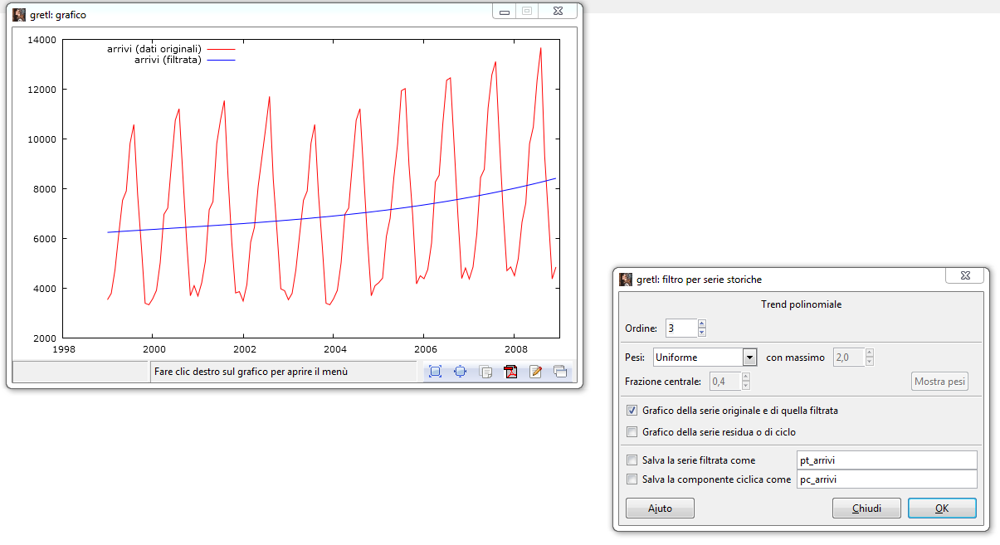 gretl: grafico
14000
12000
10000
8000
6000
4000
2000
arrivi (dati originali)
arrivi (filtrata)
1998 2000 2002 2004 2006 2008
Fare clic destro sul grafico per aprire il menù
gretl: filtro per serie storiche
Trend polinomiale
Ordine: 3
Pesi: Uniforme con massimo 2,0
Frazione centrale: 0,4 Mostra pesi
Grafico della serie originale e di quella filtrata
Grafico della serie residua o di ciclo
Salva la serie filtrata come pt_arrivi
Salva la componente ciclica come pc_arrivi
Aiuto Chiudi OK